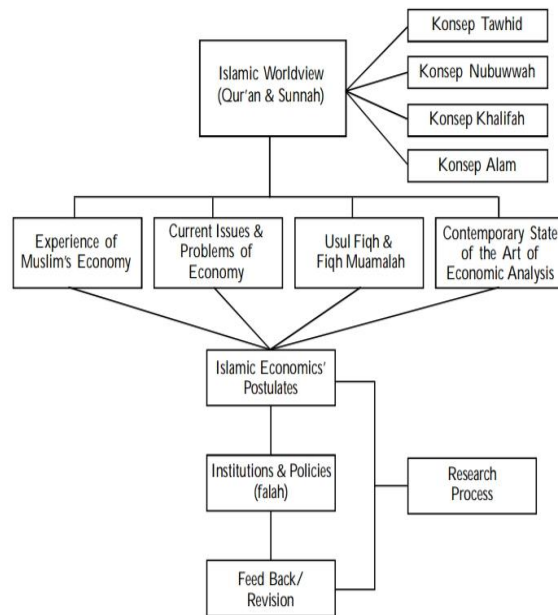 Islamic Worldview
(Qur'an & Sunnah)
Konsep Tawhid
Konsep Nubuwwah
Konsep Khalifah
Konsep Alam
Experience of
Muslim's Economy
Current Issues &
Problems of
Economy
Usul Fiqh &
Fiqh Muamalah
Contemporary State
of the Art of
Economic Analysis
Islamic Economics'
Postulates
Institutions & Policies
(falah)
Research
Process
Feed Back/
Revision